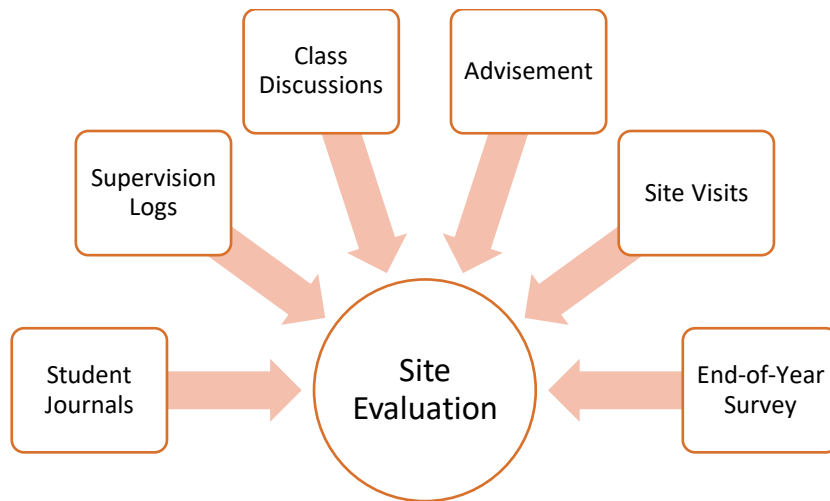 Class
Discussions
Advisement
Supervision
Logs
Site Visits
Student
Journals
Site
Evaluation
End-of-Year
Survey